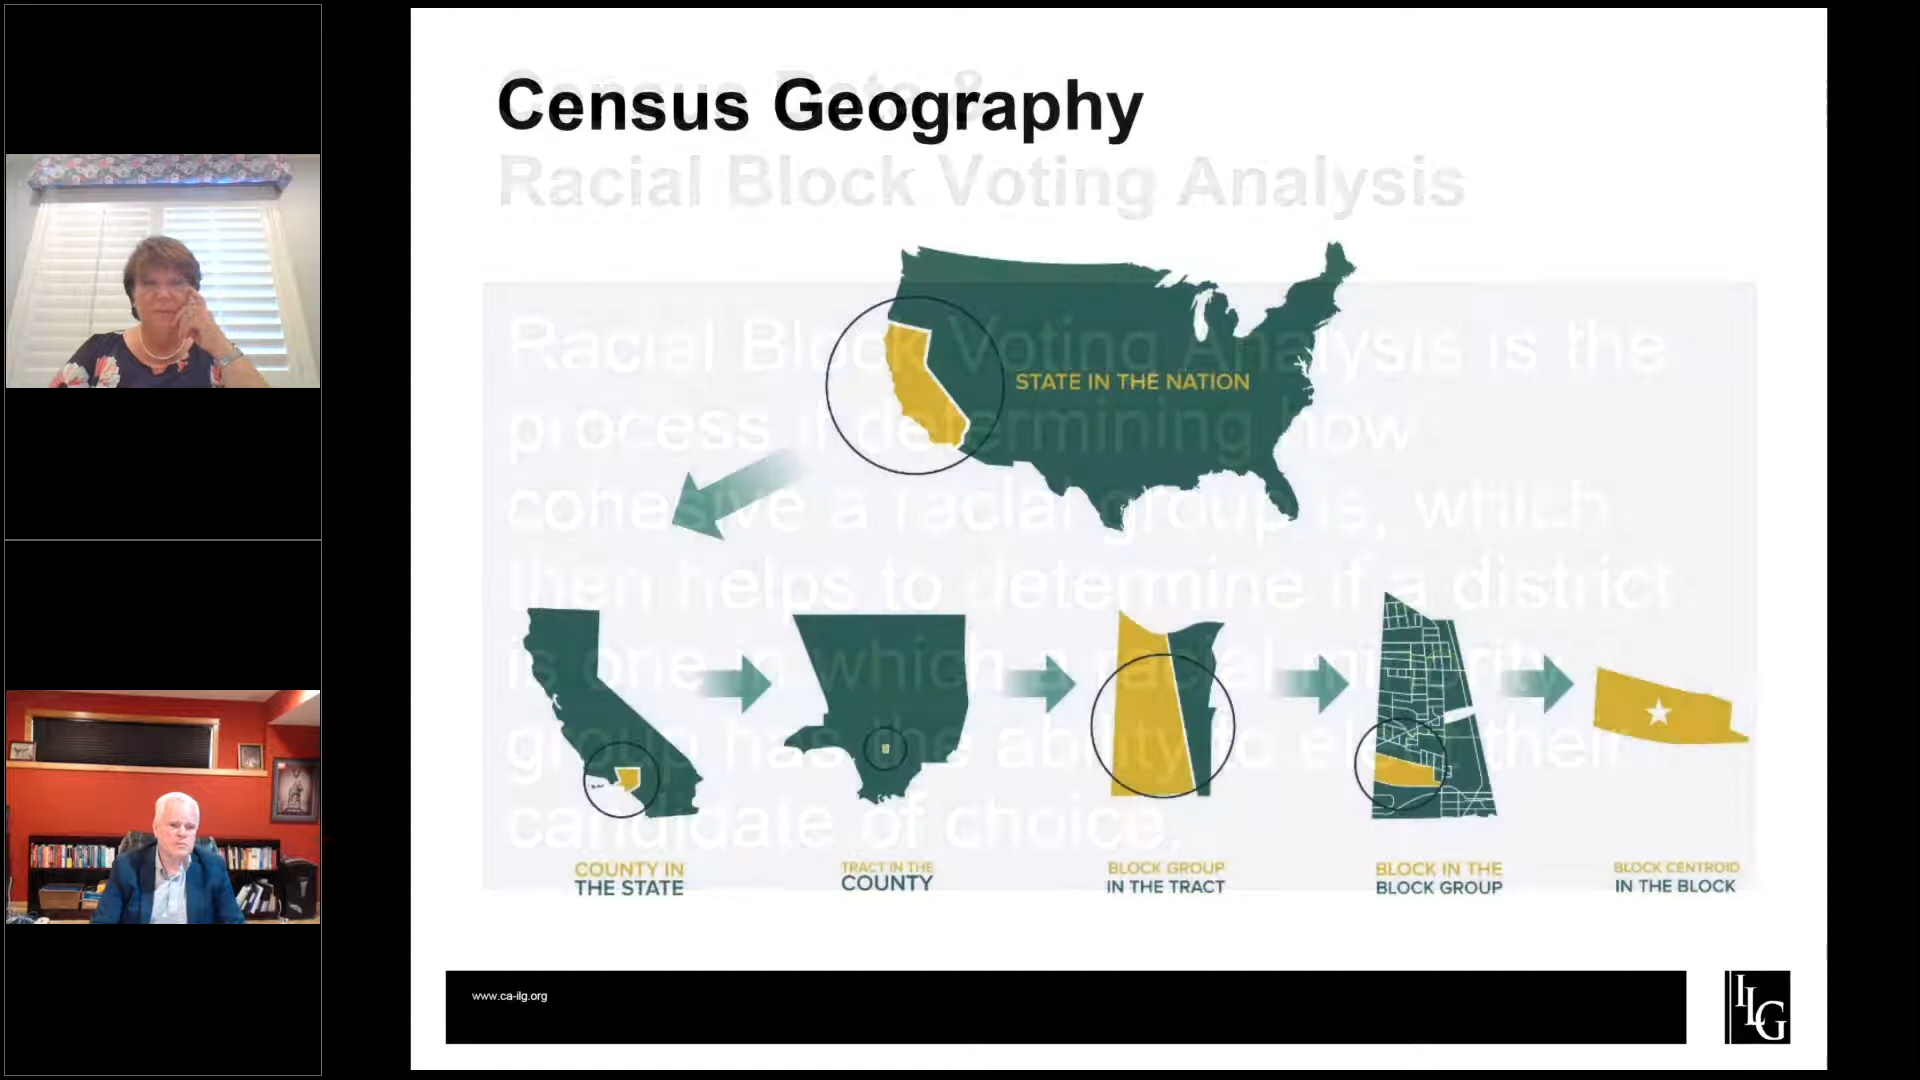 Census Geography
Census Data &
Racial Block Voting Analysis
Racial Block Voting Analysis is the
process if determining how
cohesive a racial group is, which
then helps to determine if a district
is one in which a racial minority
group has the ability to elect their
candidate of choice.
STATE IN THE NATION
COUNTY IN
THE STATE
TRACT IN THE
COUNTY
BLOCK GROUP
IN THE TRACT
BLOCK IN THE
BLOCK GROUP
BLOCK CENTROID
IN THE BLOCK
www.ca-ilg.org
ILG